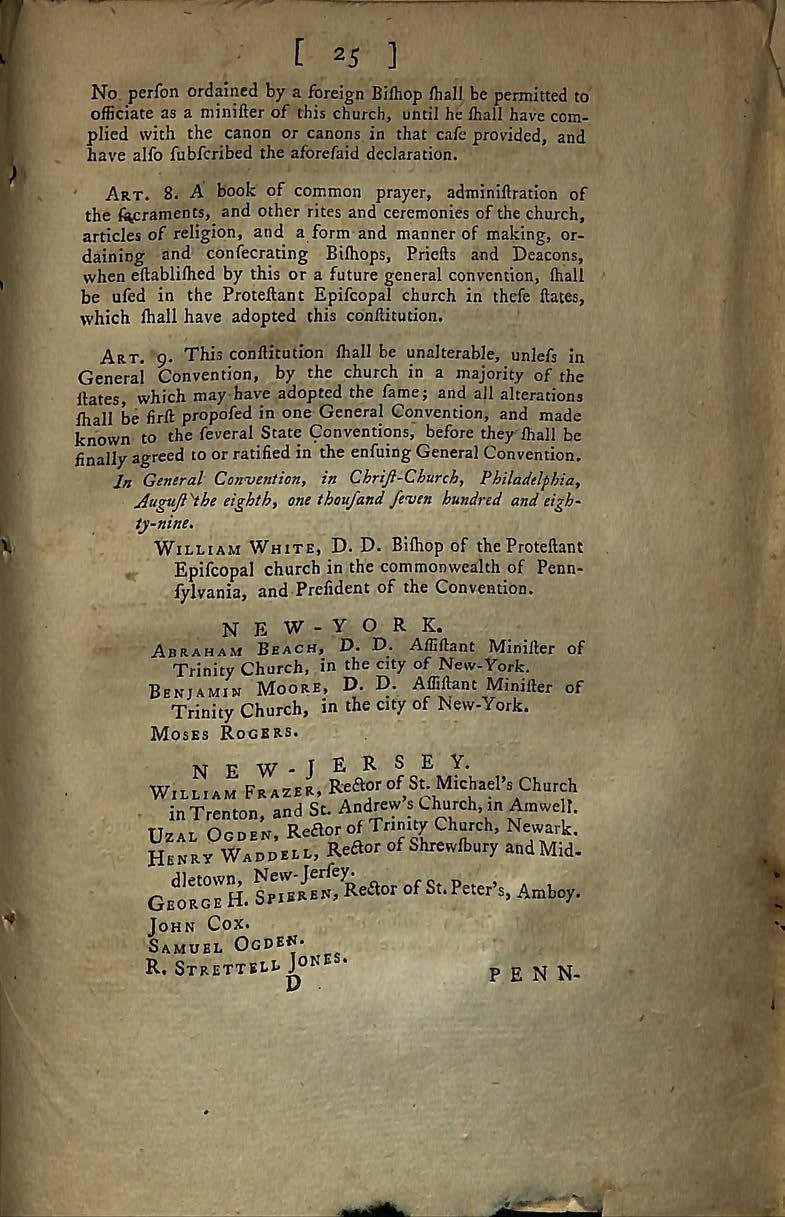 [ 25 ]
No perſon ordained by a foreign Biſhop ſhall be permitted to
officiate as a miniſter of this church, until he ſhall have com-
plied with the canon or canons in that caſe provided, and
have alſo ſubſcribed the aforeſaid declaration.
ART. 8. A book of common prayer, adminiſtration of
the ſacraments, and other rites and ceremonies of the church,
articles of religion, and a form and manner of making, or-
daining and conſecrating Biſhops, Prieſts and Deacons,
when eſtabliſhed by this or a future general convention, ſhall
be uſed in the Proteſtant Epiſcopal church in theſe ſtates,
which ſhall have adopted this conſtitution.
ART. 9. This conſtitution ſhall be unalterable, unleſs in
General Convention, by the church in a majority of the
ſtates, which may have adopted the ſame; and all alterations
ſhall be firſt propoſed in one General Convention, and made
known to the ſeveral State Conventions, before they ſhall be
finally agreed to or ratified in the enſuing General Convention.
In General Convention, in Chriſt-Church, Philadelphia,
Auguſt the eighth, one thouſand ſeven hundred and eigh-
ty-nine.
WILLIAM WHITE, D. D. Biſhop of the Proteſtant
Epiſcopal church in the commonwealth of Penn-
ſylvania, and Preſident of the Convention.
NEW-YORK.
ABRAHAM BEACH, D. D. Aſſiſtant Miniſter of
Trinity Church, in the city of New-York.
BENJAMIN MOORE, D. D. Aſſiſtant Miniſter of
Trinity Church, in the city of New-York.
MOSES ROGERS.
NEW-JERSEY.
WILLIAM FRAZER, Rector of St. Michael's Church
in Trenton, and St. Andrew's Church, in Amwell.
UZAL OGDEN, Rector of Trinity Church, Newark.
HENRY WADDELL, Rector of Shrewſbury and Mid-
dletown, New-Jerſey.
GEORGE H. SPIEREN, Rector of St. Peter's, Amboy.
JOHN COX.
SAMUEL OGDEN.
R. STRETTELL JONES.
D
PENN-